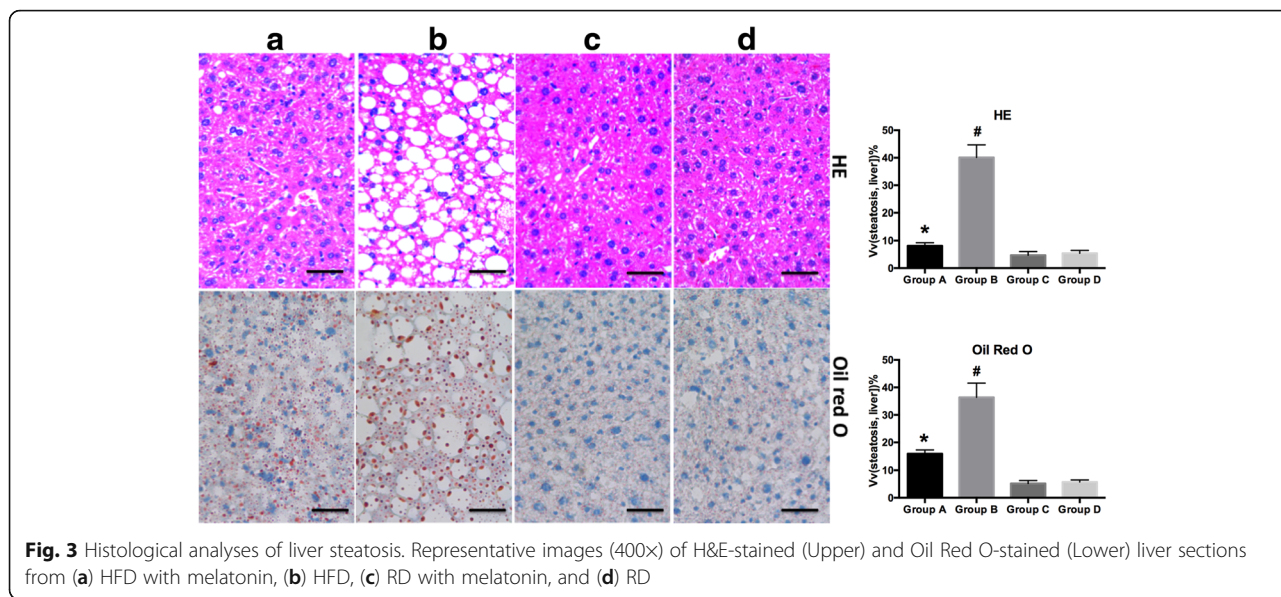 a b c d
HE
Oil red O
HE
Vv(steatosis, liver])%
50
40
30
20
10
0
*
#
Group A Group B Group C Group D
Oil Red O
Vv(steatosis, liver])%
50
40
30
20
10
0
*
#
Group A Group B Group C Group D
Fig. 3 Histological analyses of liver steatosis. Representative images (400×) of H&E-stained (Upper) and Oil Red O-stained (Lower) liver sections
from (a) HFD with melatonin, (b) HFD, (c) RD with melatonin, and (d) RD